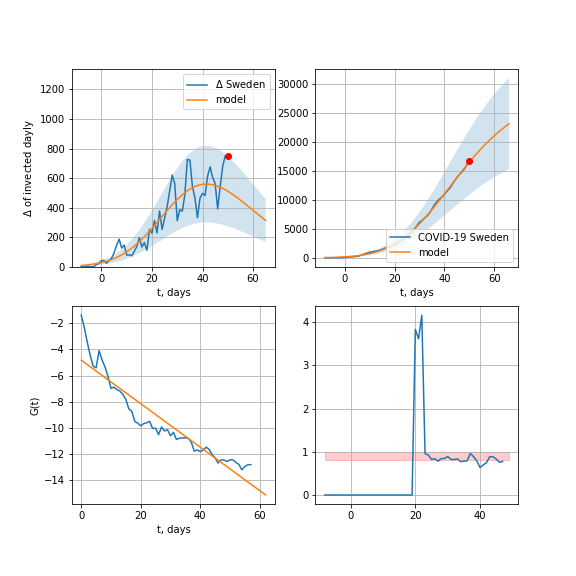 1200
1000
800
600
400
200
0
Δ of invected dayly
Δ Sweden
model
0 20 40 60
t, days
30000
25000
20000
15000
10000
5000
0
COVID-19 Sweden
model
0 20 40 60
t, days
−2
−4
−6
−8
−10
−12
−14
G(t)
0 20 40 60
t, days
4
3
2
1
0
0 20 40